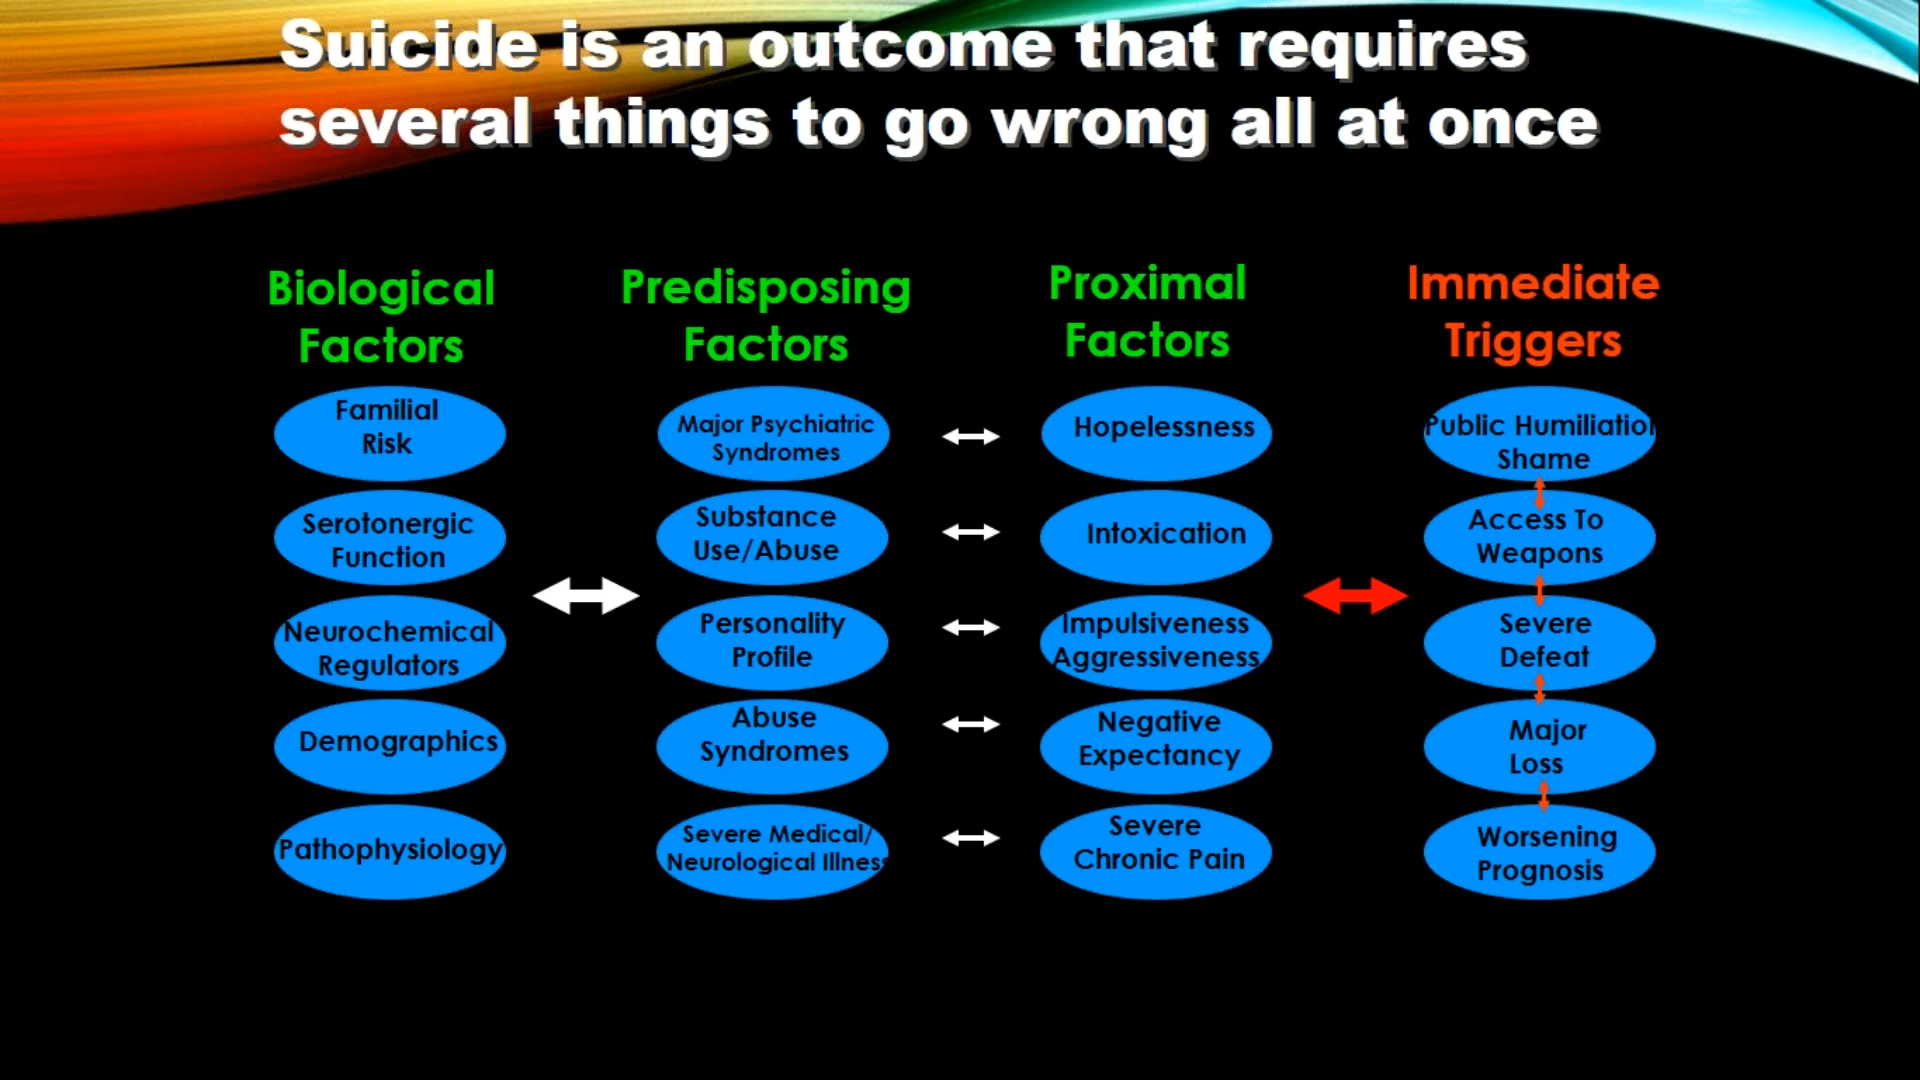 Suicide is an outcome that requires
several things to go wrong all at once
Biological
Factors
Familial
Risk
Serotonergic
Function
Neurochemical
Regulators
Demographics
Pathophysiology
Predisposing
Factors
Major Psychiatric
Syndromes
Substance
Use/Abuse
Personality
Profile
Abuse
Syndromes
Severe Medical/
Neurological Illness
Proximal
Factors
Hopelessness
Intoxication
Impulsiveness
Aggressiveness
Negative
Expectancy
Severe
Chronic Pain
Immediate
Triggers
Public Humiliation
Shame
Access To
Weapons
Severe
Defeat
Major
Loss
Worsening
Prognosis